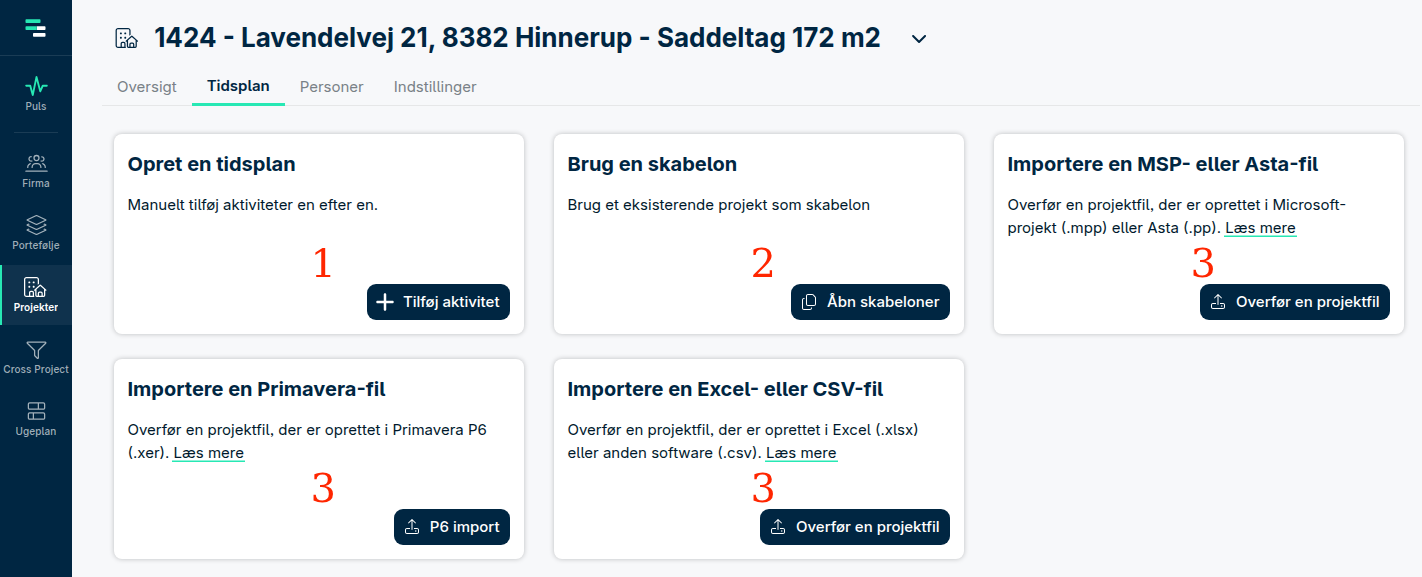 1424 - Lavendelvej 21, 8382 Hinnerup - Saddeltag 172 m2
Puls
Firma
Portefølje
Projekter
Cross Project
Ugeplan
Oversigt
Tidsplan
Personer
Indstillinger
Opret en tidsplan
Manuelt tilføj aktiviteter en efter en.
1
Tilføj aktivitet
Brug en skabelon
Brug et eksisterende projekt som skabelon
2
Åbn skabeloner
Importere en MSP- eller Asta-fil
Overfør en projektfil, der er oprettet i Microsoft-
projekt (.mpp) eller Asta (.pp). Læs mere
3
Overfør en projektfil
Importere en Primavera-fil
Overfør en projektfil, der er oprettet i Primavera P6
(.xer). Læs mere
3
P6 import
Importere en Excel- eller CSV-fil
Overfør en projektfil, der er oprettet i Excel (.xlsx)
eller anden software (.csv). Læs mere
3
Overfør en projektfil